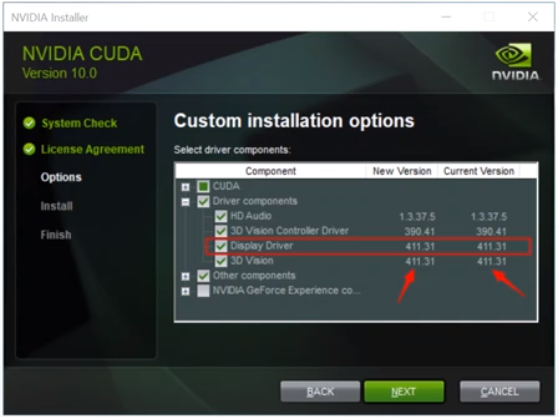 NVIDIA Installer
NVIDIA CUDA
Version 10.0
NVIDIA
System Check
License Agreement
Options
Install
Finish
Custom installation options
Select driver components:
Component New Version Current Version
CUDA
Driver components
HD Audio 1.3.37.5 1.3.37.5
3D Vision Controller Driver 390.41 390.41
Display Driver 411.31 411.31
3D Vision 411.31 411.31
Other components
NVIDIA GeForce Experience co...
BACK NEXT CANCEL